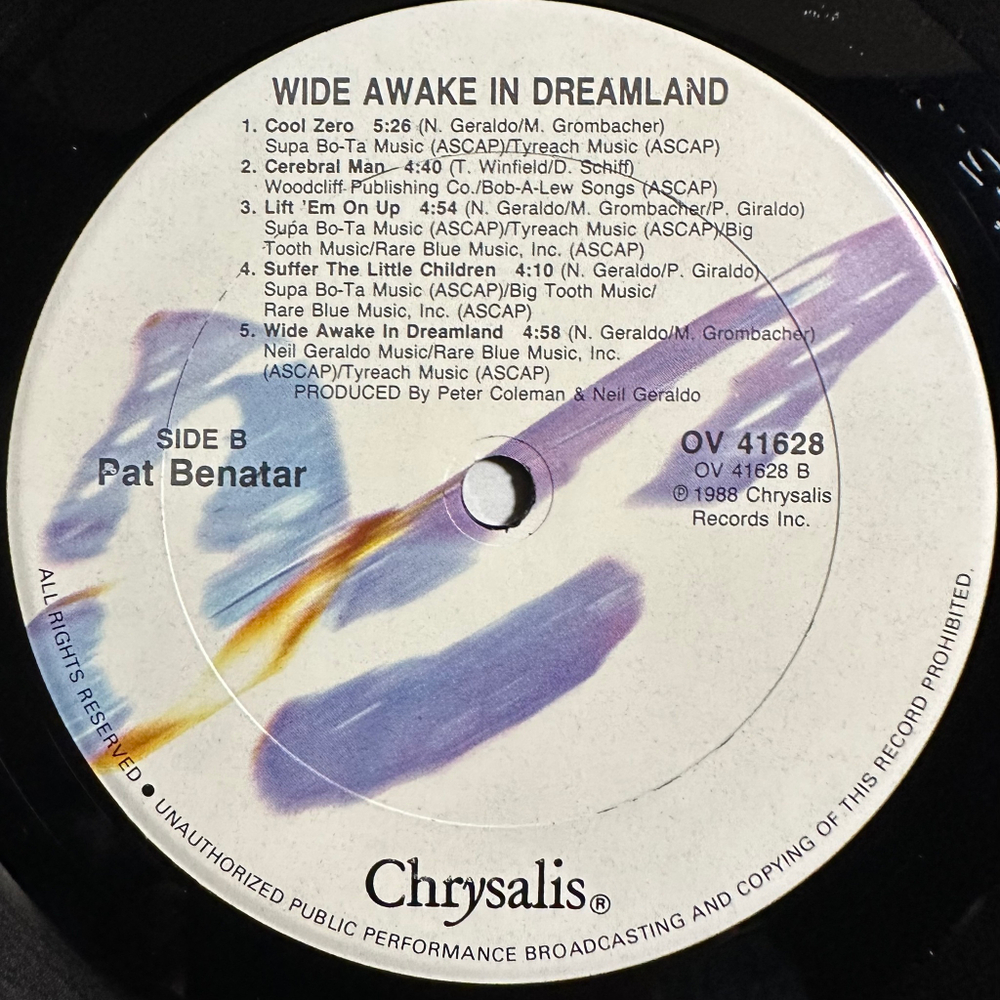 WIDE AWAKE IN DREAMLAND
1. Cool Zero 5:26 (N. Geraldo/M. Grombacher)
Supa Bo-Ta Music (ASCAP)/Tyreach Music (ASCAP)
2. Cerebral Man 4:40 (T. Winfield/D. Schiff)
Woodcliff Publishing Co./Bob-A-Lew Songs (ASCAP)
3. Lift 'Em On Up 4:54 (N. Geraldo/M. Grombacher/P. Giraldo)
Supa Bo-Ta Music (ASCAP)/Tyreach Music (ASCAP)/Big
Tooth Music/Rare Blue Music, Inc. (ASCAP)
4. Suffer The Little Children 4:10 (N. Geraldo/P. Giraldo)
Supa Bo-Ta Music (ASCAP)/Big Tooth Music/
Rare Blue Music, Inc. (ASCAP)
5. Wide Awake In Dreamland 4:58 (N. Geraldo/M. Grombacher)
Neil Geraldo Music/Rare Blue Music, Inc.
(ASCAP)/Tyreach Music (ASCAP)
PRODUCED By Peter Coleman & Neil Geraldo
SIDE B
Pat Benatar
OV 41628
OV 41628 B
℗ 1988 Chrysalis
Records Inc.
Chrysalis®
ALL RIGHTS RESERVED • UNAUTHORIZED PUBLIC PERFORMANCE BROADCASTING AND COPYING OF THIS RECORD PROHIBITED.